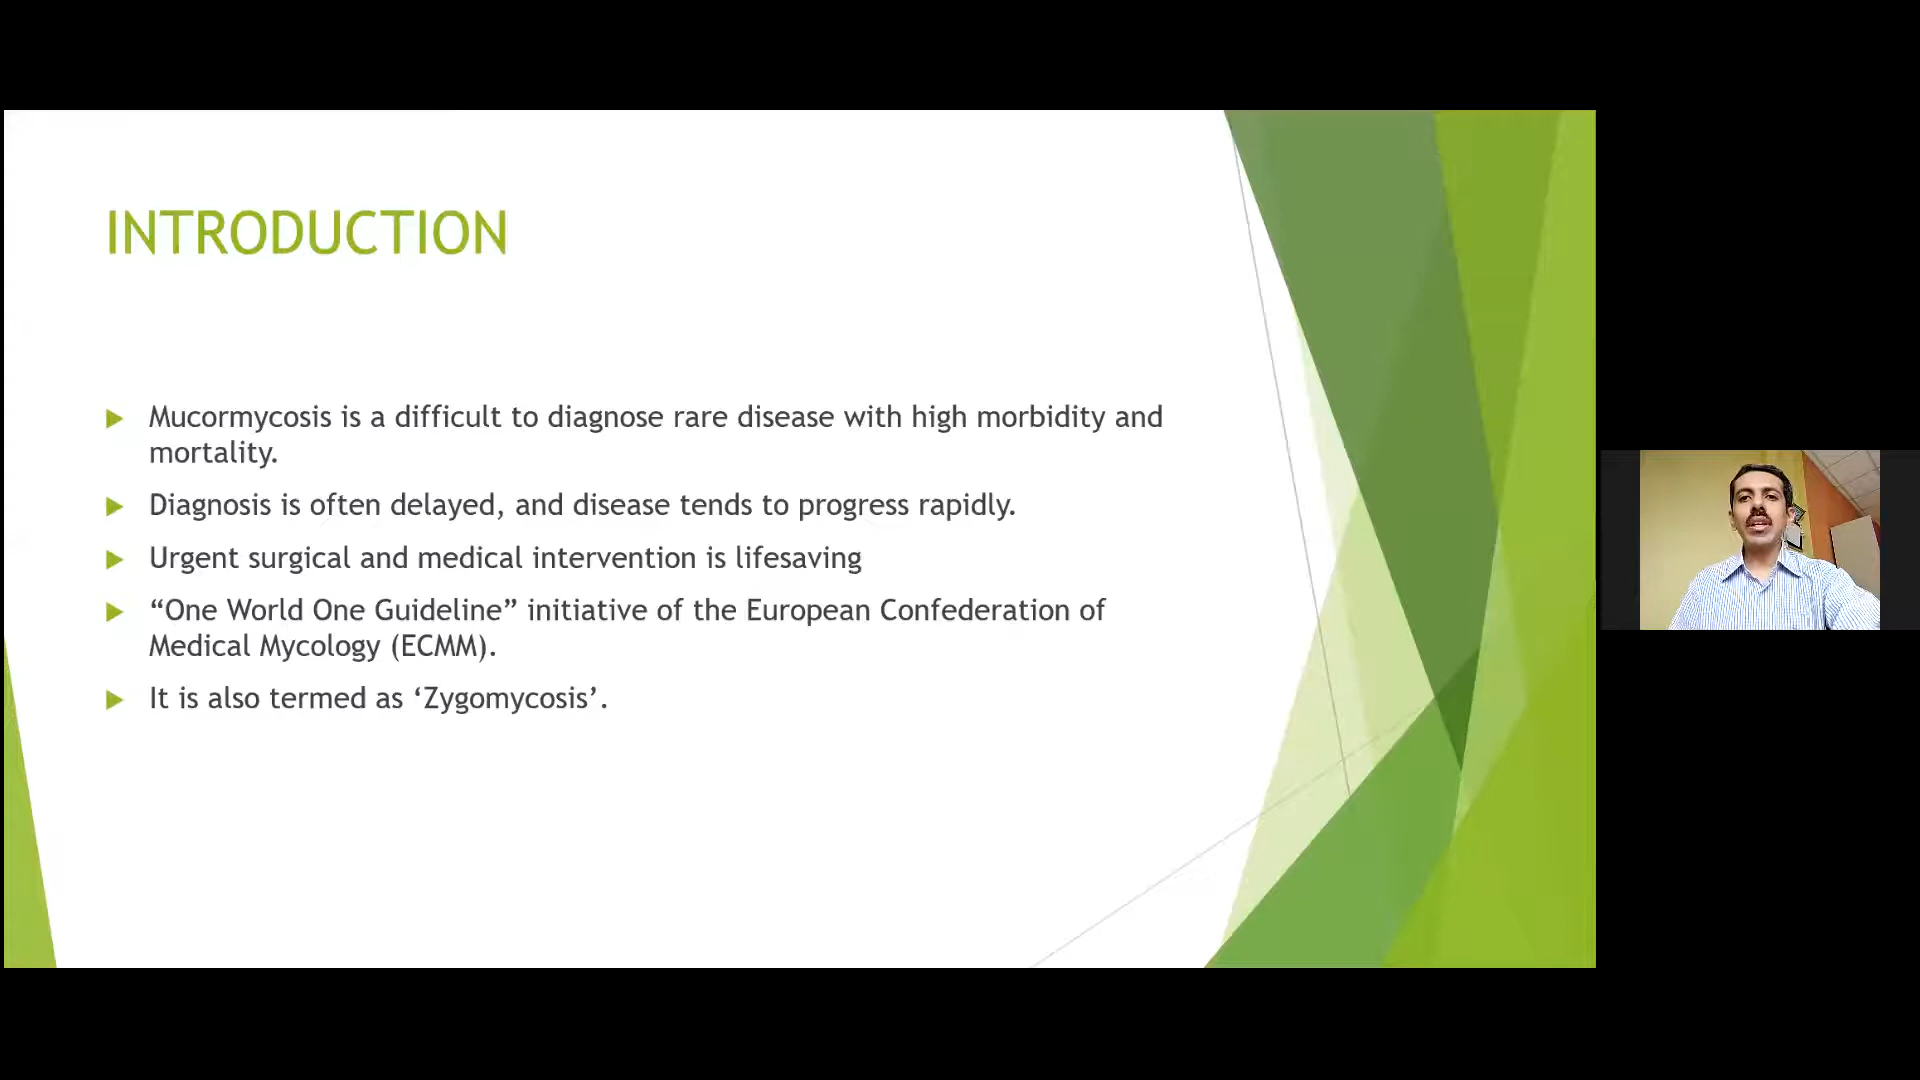 INTRODUCTION
Mucormycosis is a difficult to diagnose rare disease with high morbidity and
mortality.
Diagnosis is often delayed, and disease tends to progress rapidly.
Urgent surgical and medical intervention is lifesaving
“One World One Guideline” initiative of the European Confederation of
Medical Mycology (ECMM).
It is also termed as ‘Zygomycosis’.